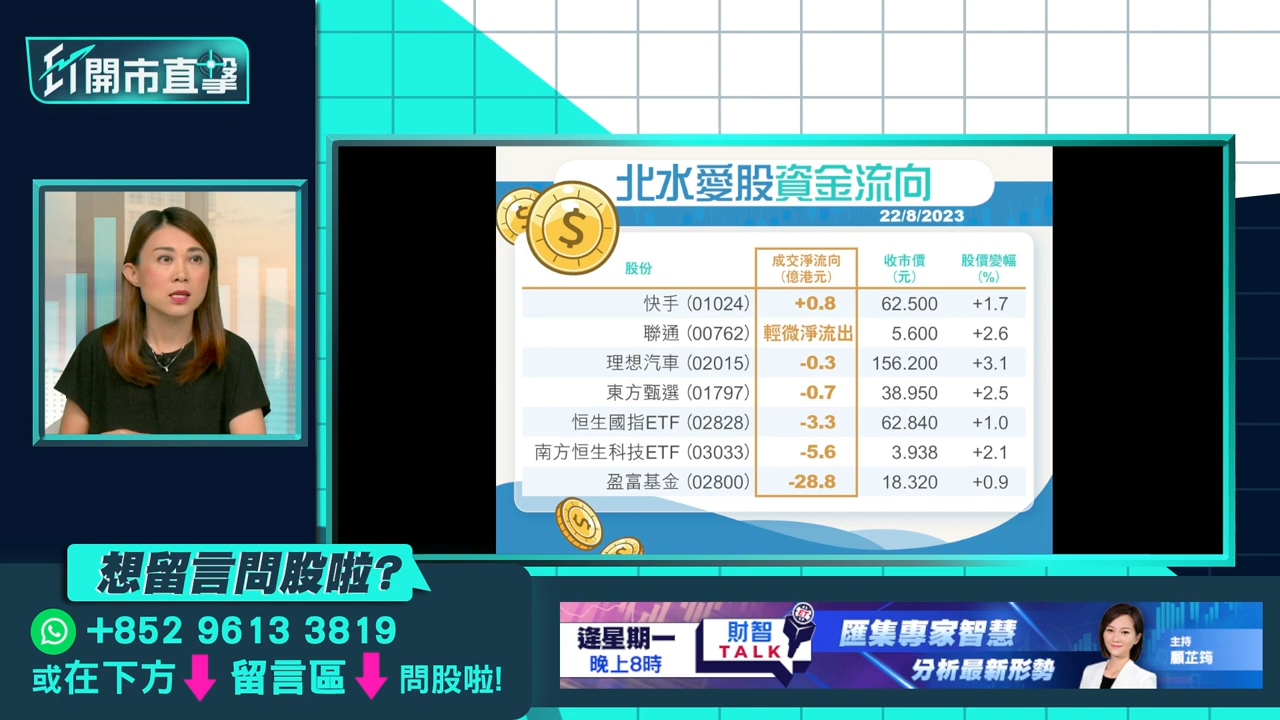 ET開市直擊
北水愛股資金流向
22/8/2023
股份 成交淨流向(億港元) 收市價(元) 股價變幅(%)
快手 (01024) +0.8 62.500 +1.7
聯通 (00762) 輕微淨流出 5.600 +2.6
理想汽車 (02015) -0.3 156.200 +3.1
東方甄選 (01797) -0.7 38.950 +2.5
恒生國指ETF (02828) -3.3 62.840 +1.0
南方恒生科技ETF (03033) -5.6 3.938 +2.1
盈富基金 (02800) -28.8 18.320 +0.9
想留言問股啦?
+852 9613 3819
或在下方 留言區 問股啦!
逢星期一
晚上8時
財智
TALK
匯集專家智慧
分析最新形勢
主持
顧芷筠